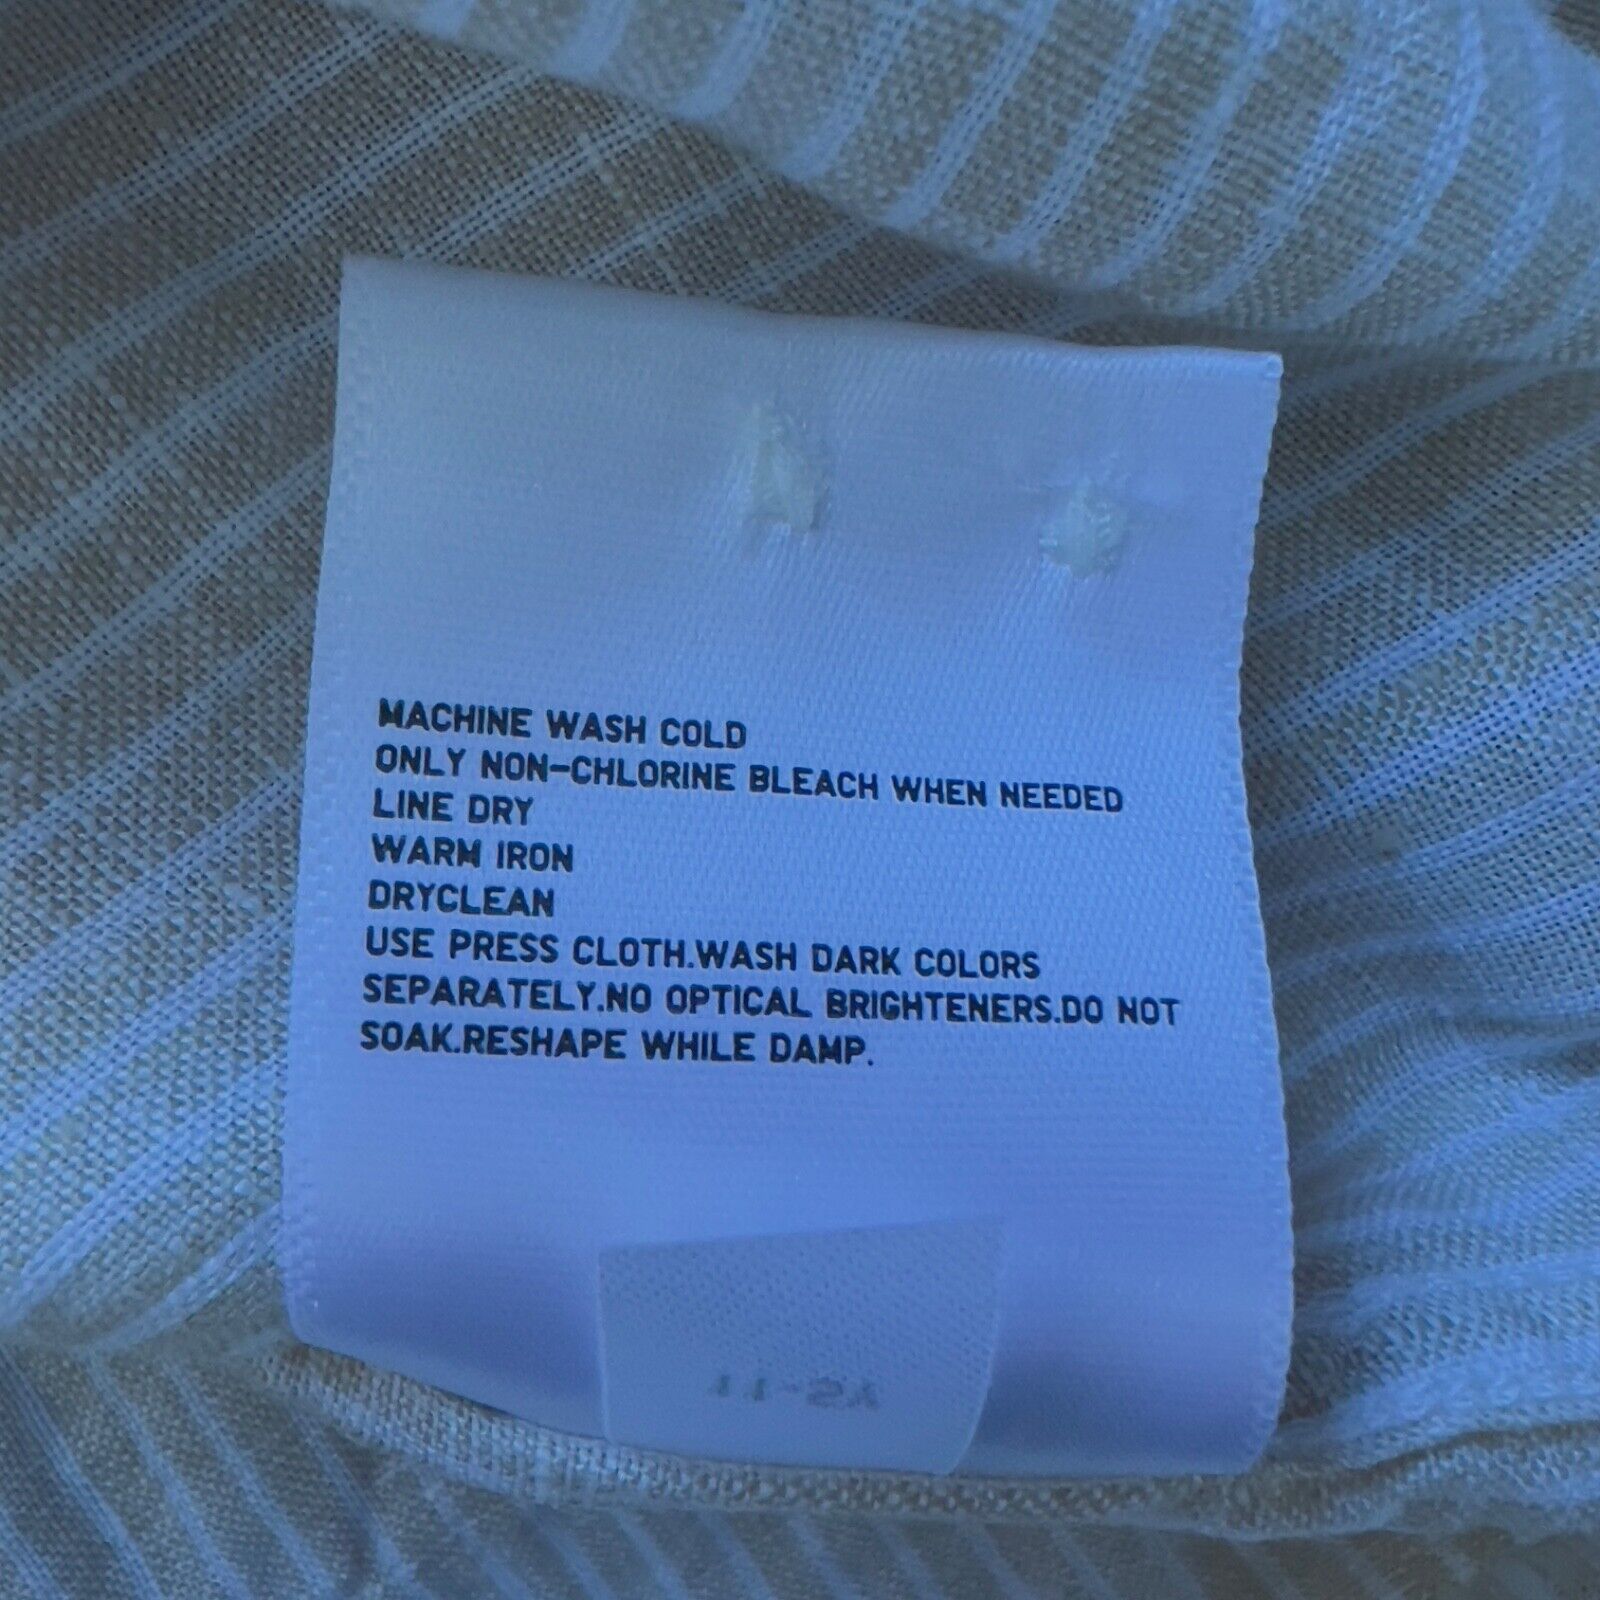 MACHINE WASH COLD
ONLY NON-CHLORINE BLEACH WHEN NEEDED
LINE DRY
WARM IRON
DRYCLEAN
USE PRESS CLOTH.WASH DARK COLORS
SEPARATELY.NO OPTICAL BRIGHTENERS.DO NOT
SOAK.RESHAPE WHILE DAMP.